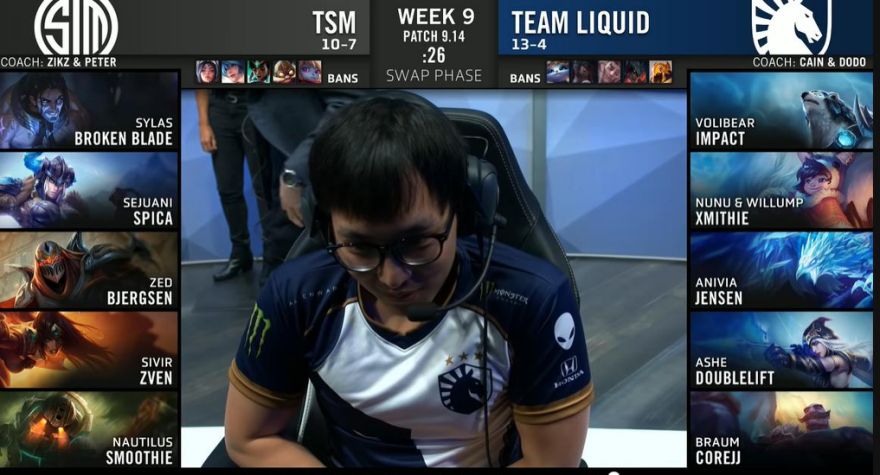 TSM
10-7
WEEK 9
PATCH 9.14
:26
SWAP PHASE
TEAM LIQUID
13-4
COACH: ZIKZ & PETER
BANS
BANS
COACH: CAIN & DODO
SYLAS
BROKEN BLADE
SEJUANI
SPICA
ZED
BJERGSEN
SIVIR
ZVEN
NAUTILUS
SMOOTHIE
VOLIBEAR
IMPACT
NUNU & WILLUMP
XMITHIE
ANIVIA
JENSEN
ASHE
DOUBLELIFT
BRAUM
COREJJ
ALIENWARE
MONSTER
HONDA